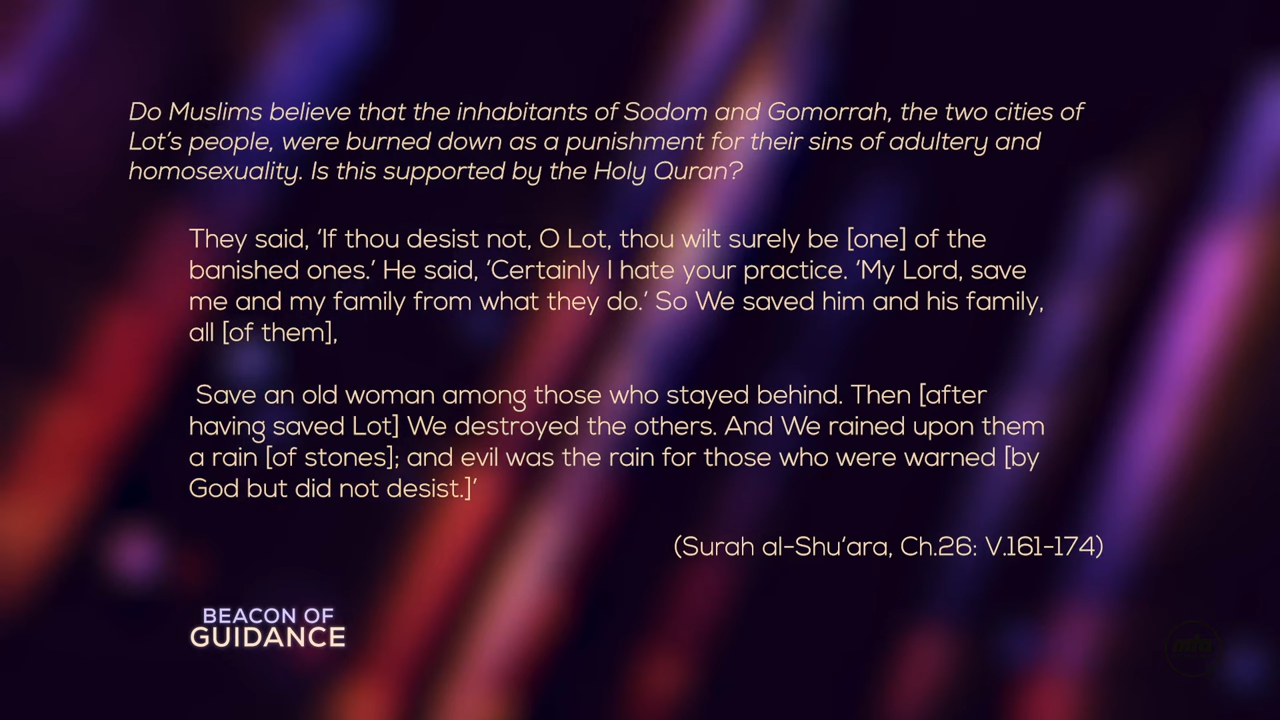 Do Muslims believe that the inhabitants of Sodom and Gomorrah, the two cities of
Lot's people, were burned down as a punishment for their sins of adultery and
homosexuality. Is this supported by the Holy Quran?
They said, ‘If thou desist not, O Lot, thou wilt surely be [one] of the
banished ones.’ He said, ‘Certainly I hate your practice. ‘My Lord, save
me and my family from what they do.’ So We saved him and his family,
all [of them],
Save an old woman among those who stayed behind. Then [after
having saved Lot] We destroyed the others. And We rained upon them
a rain [of stones]; and evil was the rain for those who were warned [by
God but did not desist.]’
(Surah al-Shu’ara, Ch.26: V.161-174)
BEACON OF
GUIDANCE